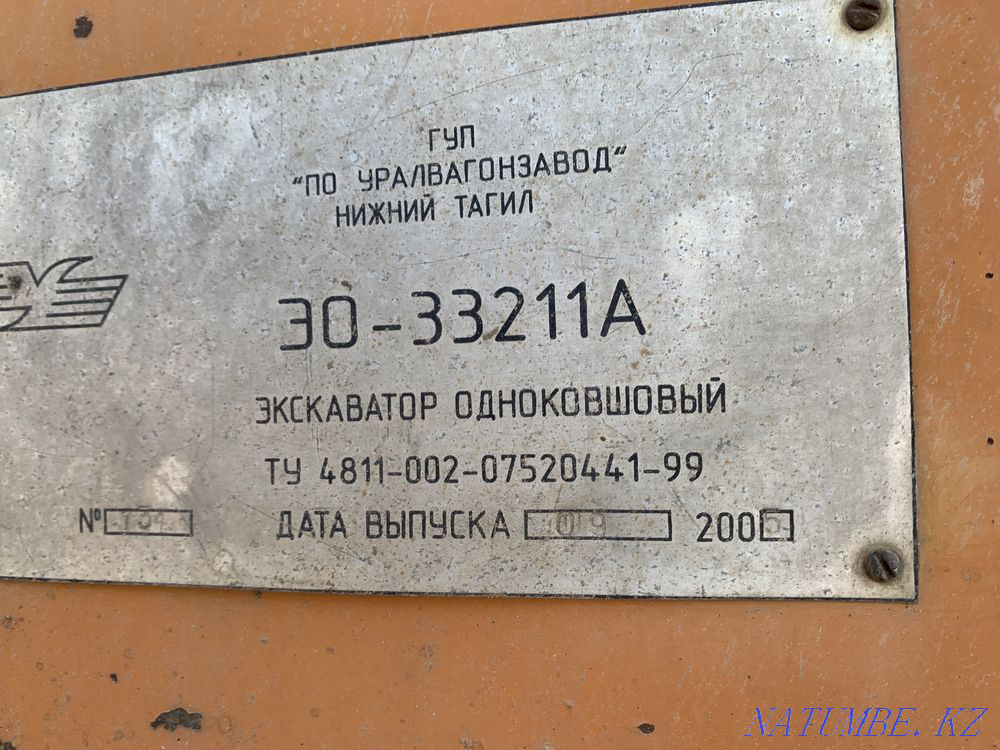 ГУП
"ПО УРАЛВАГОНЗАВОД"
НИЖНИЙ ТАГИЛ
ЭО-33211А
ЭКСКАВАТОР ОДНОКОВШОВЫЙ
ТУ 4811-002-07520441-99
№
ДАТА ВЫПУСКА 09 200
NATUMBE.KZ